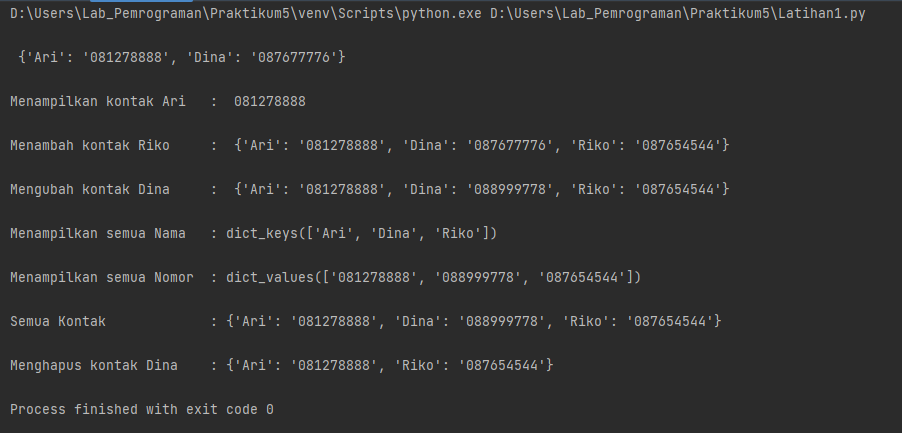 D:\Users\Lab_Pemrograman\Praktikum5\venv\Scripts\python.exe D:\Users\Lab_Pemrograman\Praktikum5\Latihan1.py
{'Ari': '081278888', 'Dina': '087677776'}
Menampilkan kontak Ari   :  081278888
Menambah kontak Riko     :  {'Ari': '081278888', 'Dina': '087677776', 'Riko': '087654544'}
Mengubah kontak Dina     :  {'Ari': '081278888', 'Dina': '088999778', 'Riko': '087654544'}
Menampilkan semua Nama   : dict_keys(['Ari', 'Dina', 'Riko'])
Menampilkan semua Nomor  : dict_values(['081278888', '088999778', '087654544'])
Semua Kontak             : {'Ari': '081278888', 'Dina': '088999778', 'Riko': '087654544'}
Menghapus kontak Dina    : {'Ari': '081278888', 'Riko': '087654544'}
Process finished with exit code 0